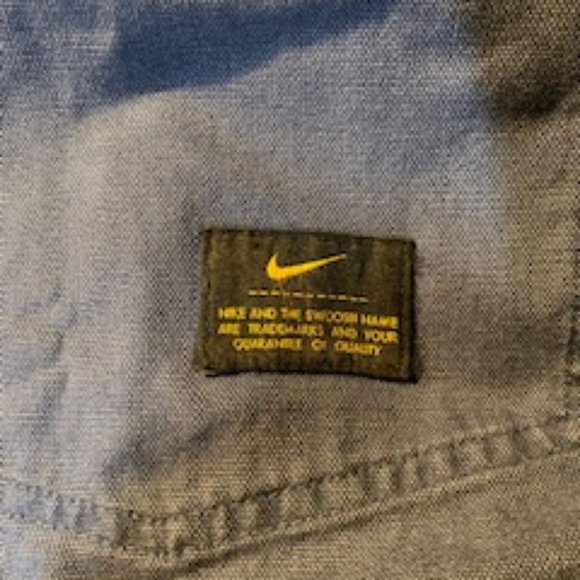 NIKE AND THE SWOOSH NAME
ARE TRADEMARKS AND YOUR
GUARANTEE OF QUALITY